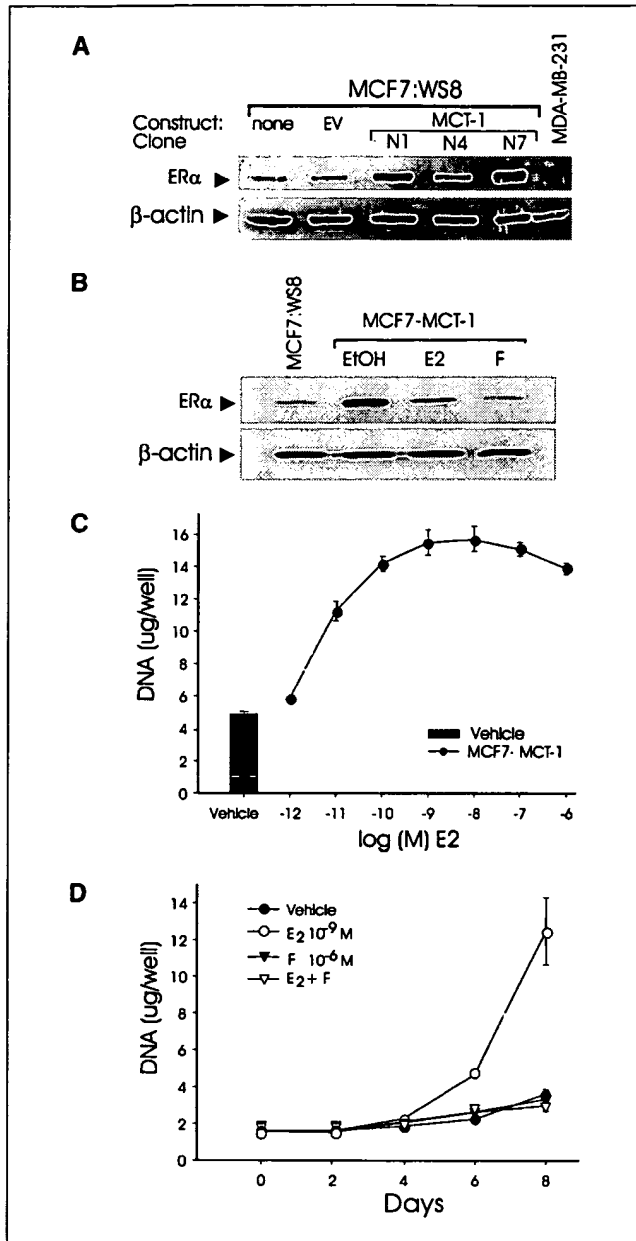 A
MCF7:WS8
MDA-MB-231
Construct: none EV MCT-1
Clone N1 N4 N7
ERα
β-actin
B
MCF7:WS8
MCF7-MCT-1
EtOH E2 F
ERα
β-actin
C
16
14
12
10
8
6
4
2
0
DNA (ug/well)
Vehicle
MCF7- MCT-1
Vehicle -12 -11 -10 -9 -8 -7 -6
log (M) E2
D
14
12
10
8
6
4
2
0
DNA (ug/well)
Vehicle
E2 10⁻⁹ M
F 10⁻⁶ M
E2 + F
0 2 4 6 8
Days